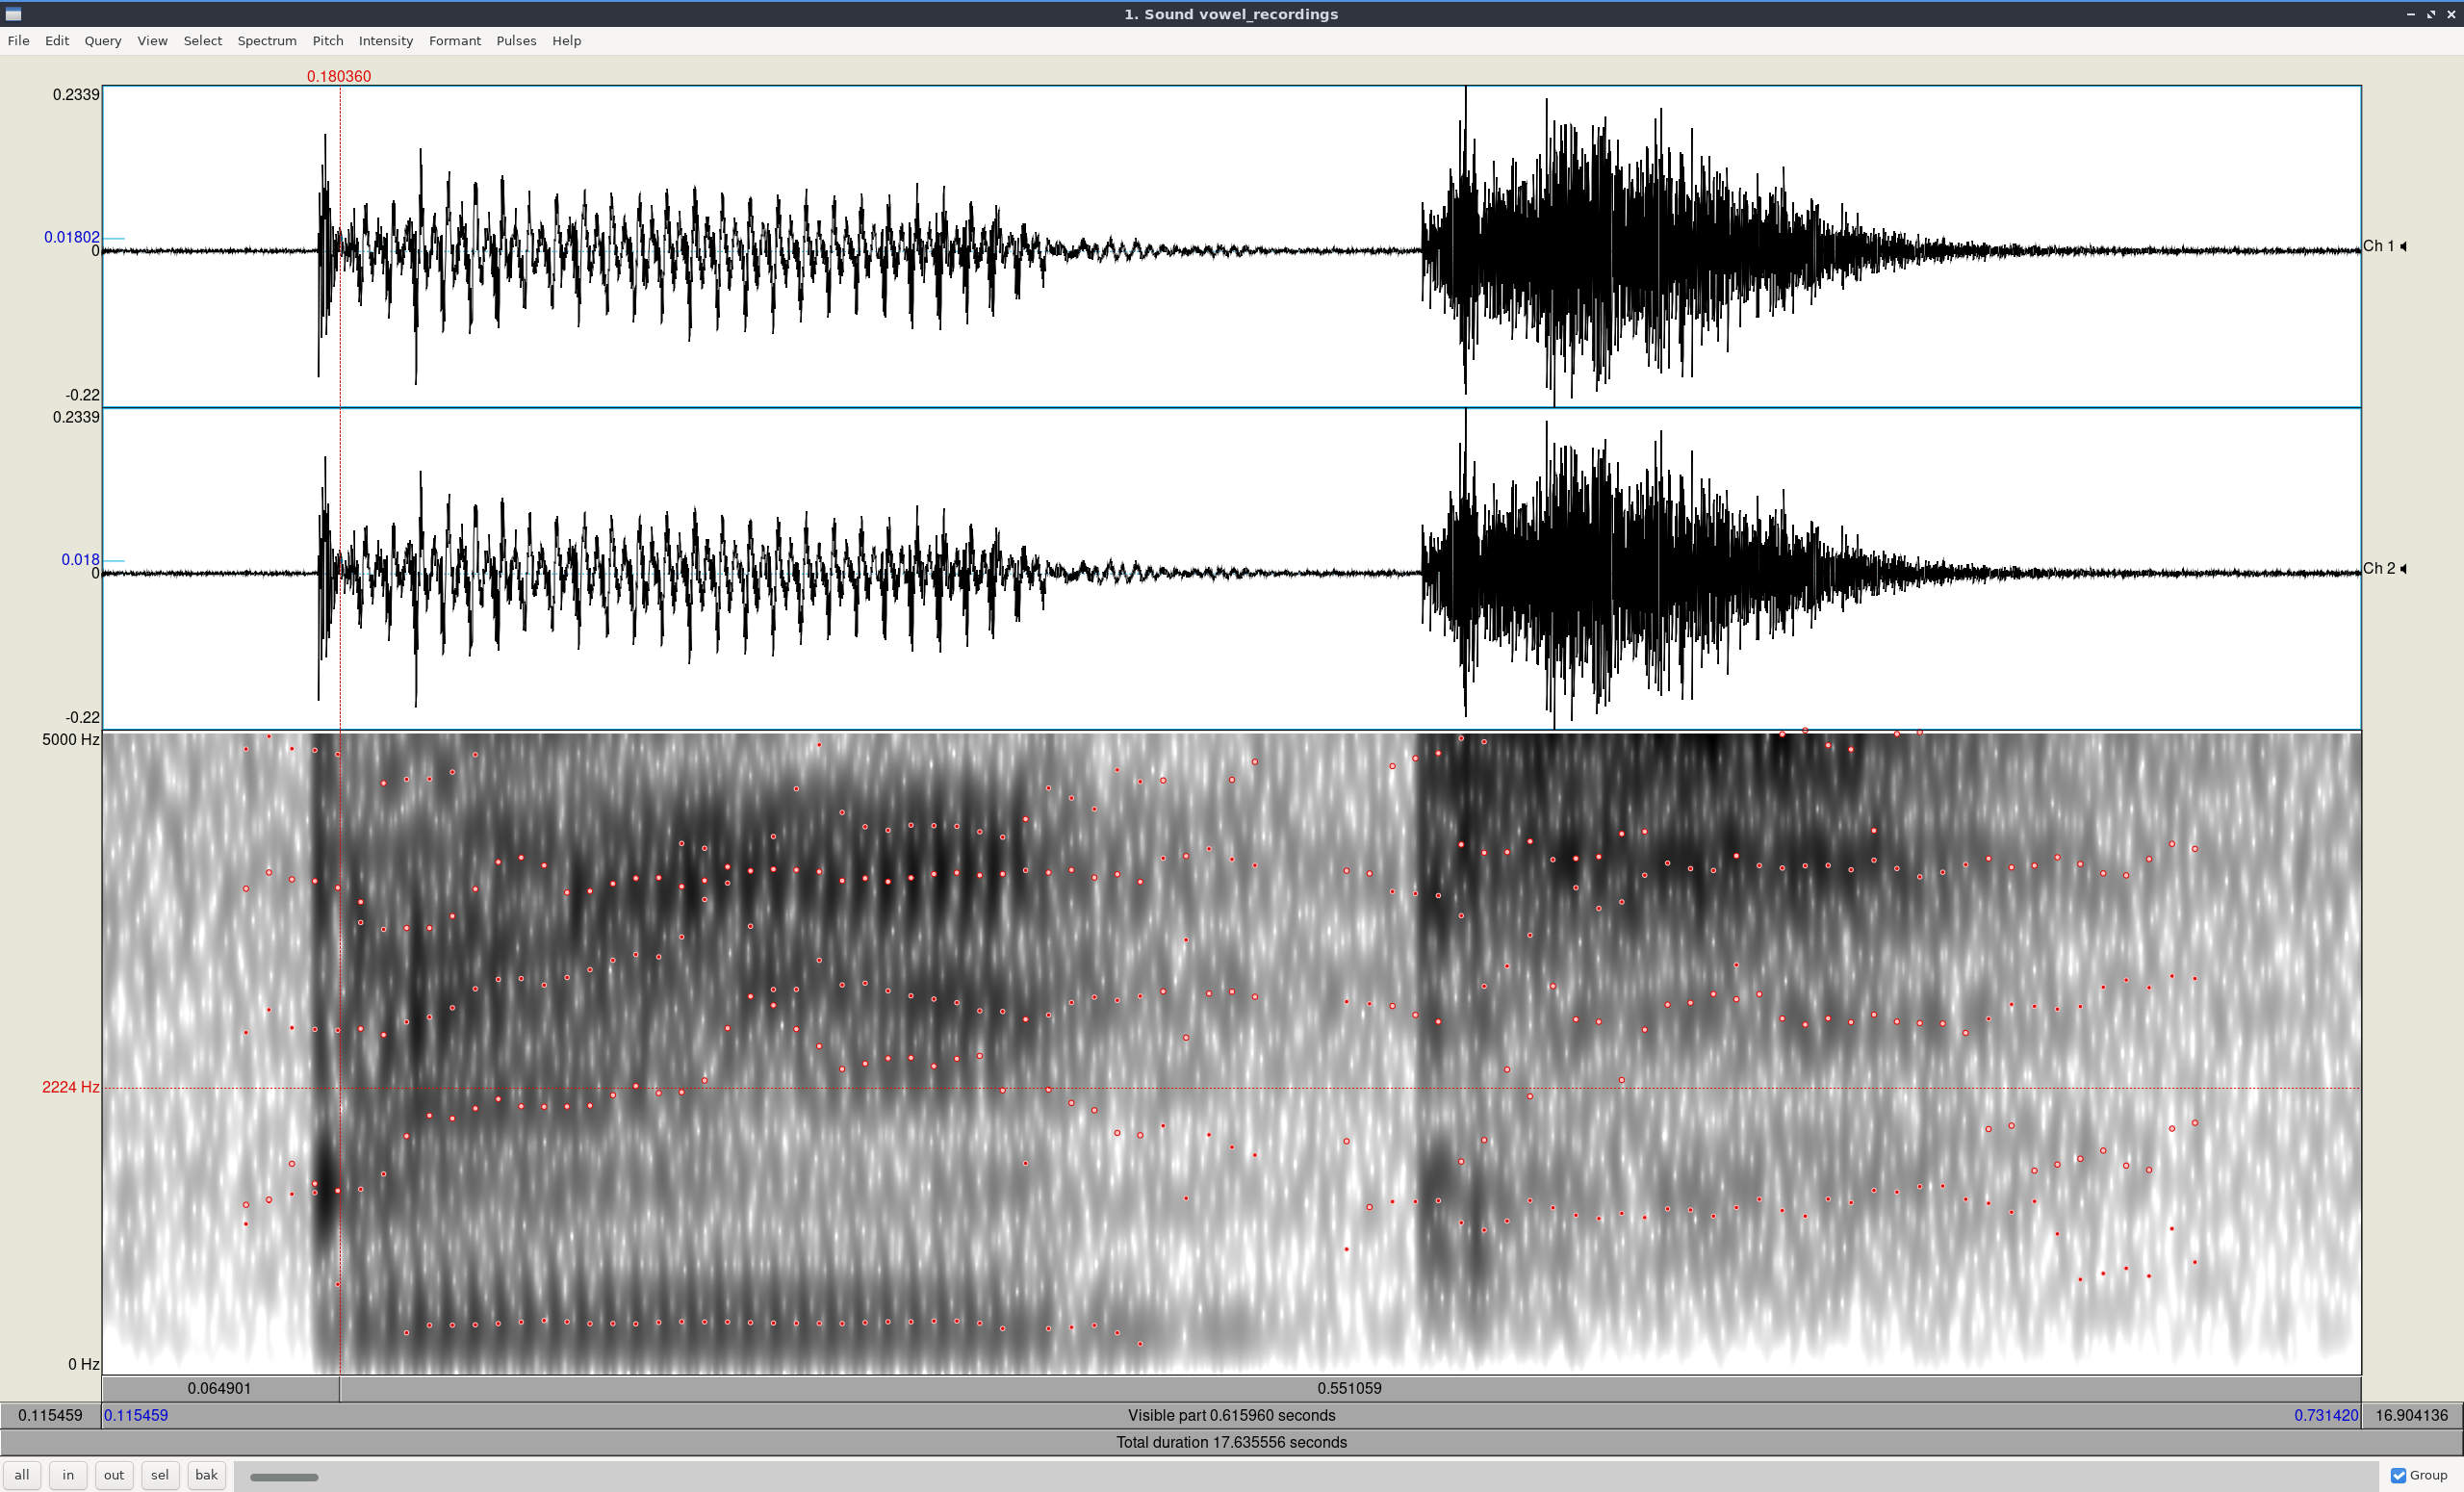 1. Sound vowel_recordings
File Edit Query View Select Spectrum Pitch Intensity Formant Pulses Help
0.180360
0.2339
0.01802
0
Ch 1
-0.22
0.2339
0.018
0
Ch 2
-0.22
5000 Hz
2224 Hz
0 Hz
0.064901 0.551059
0.115459 0.115459 Visible part 0.615960 seconds 0.731420 16.904136
Total duration 17.635556 seconds
all in out sel bak Group